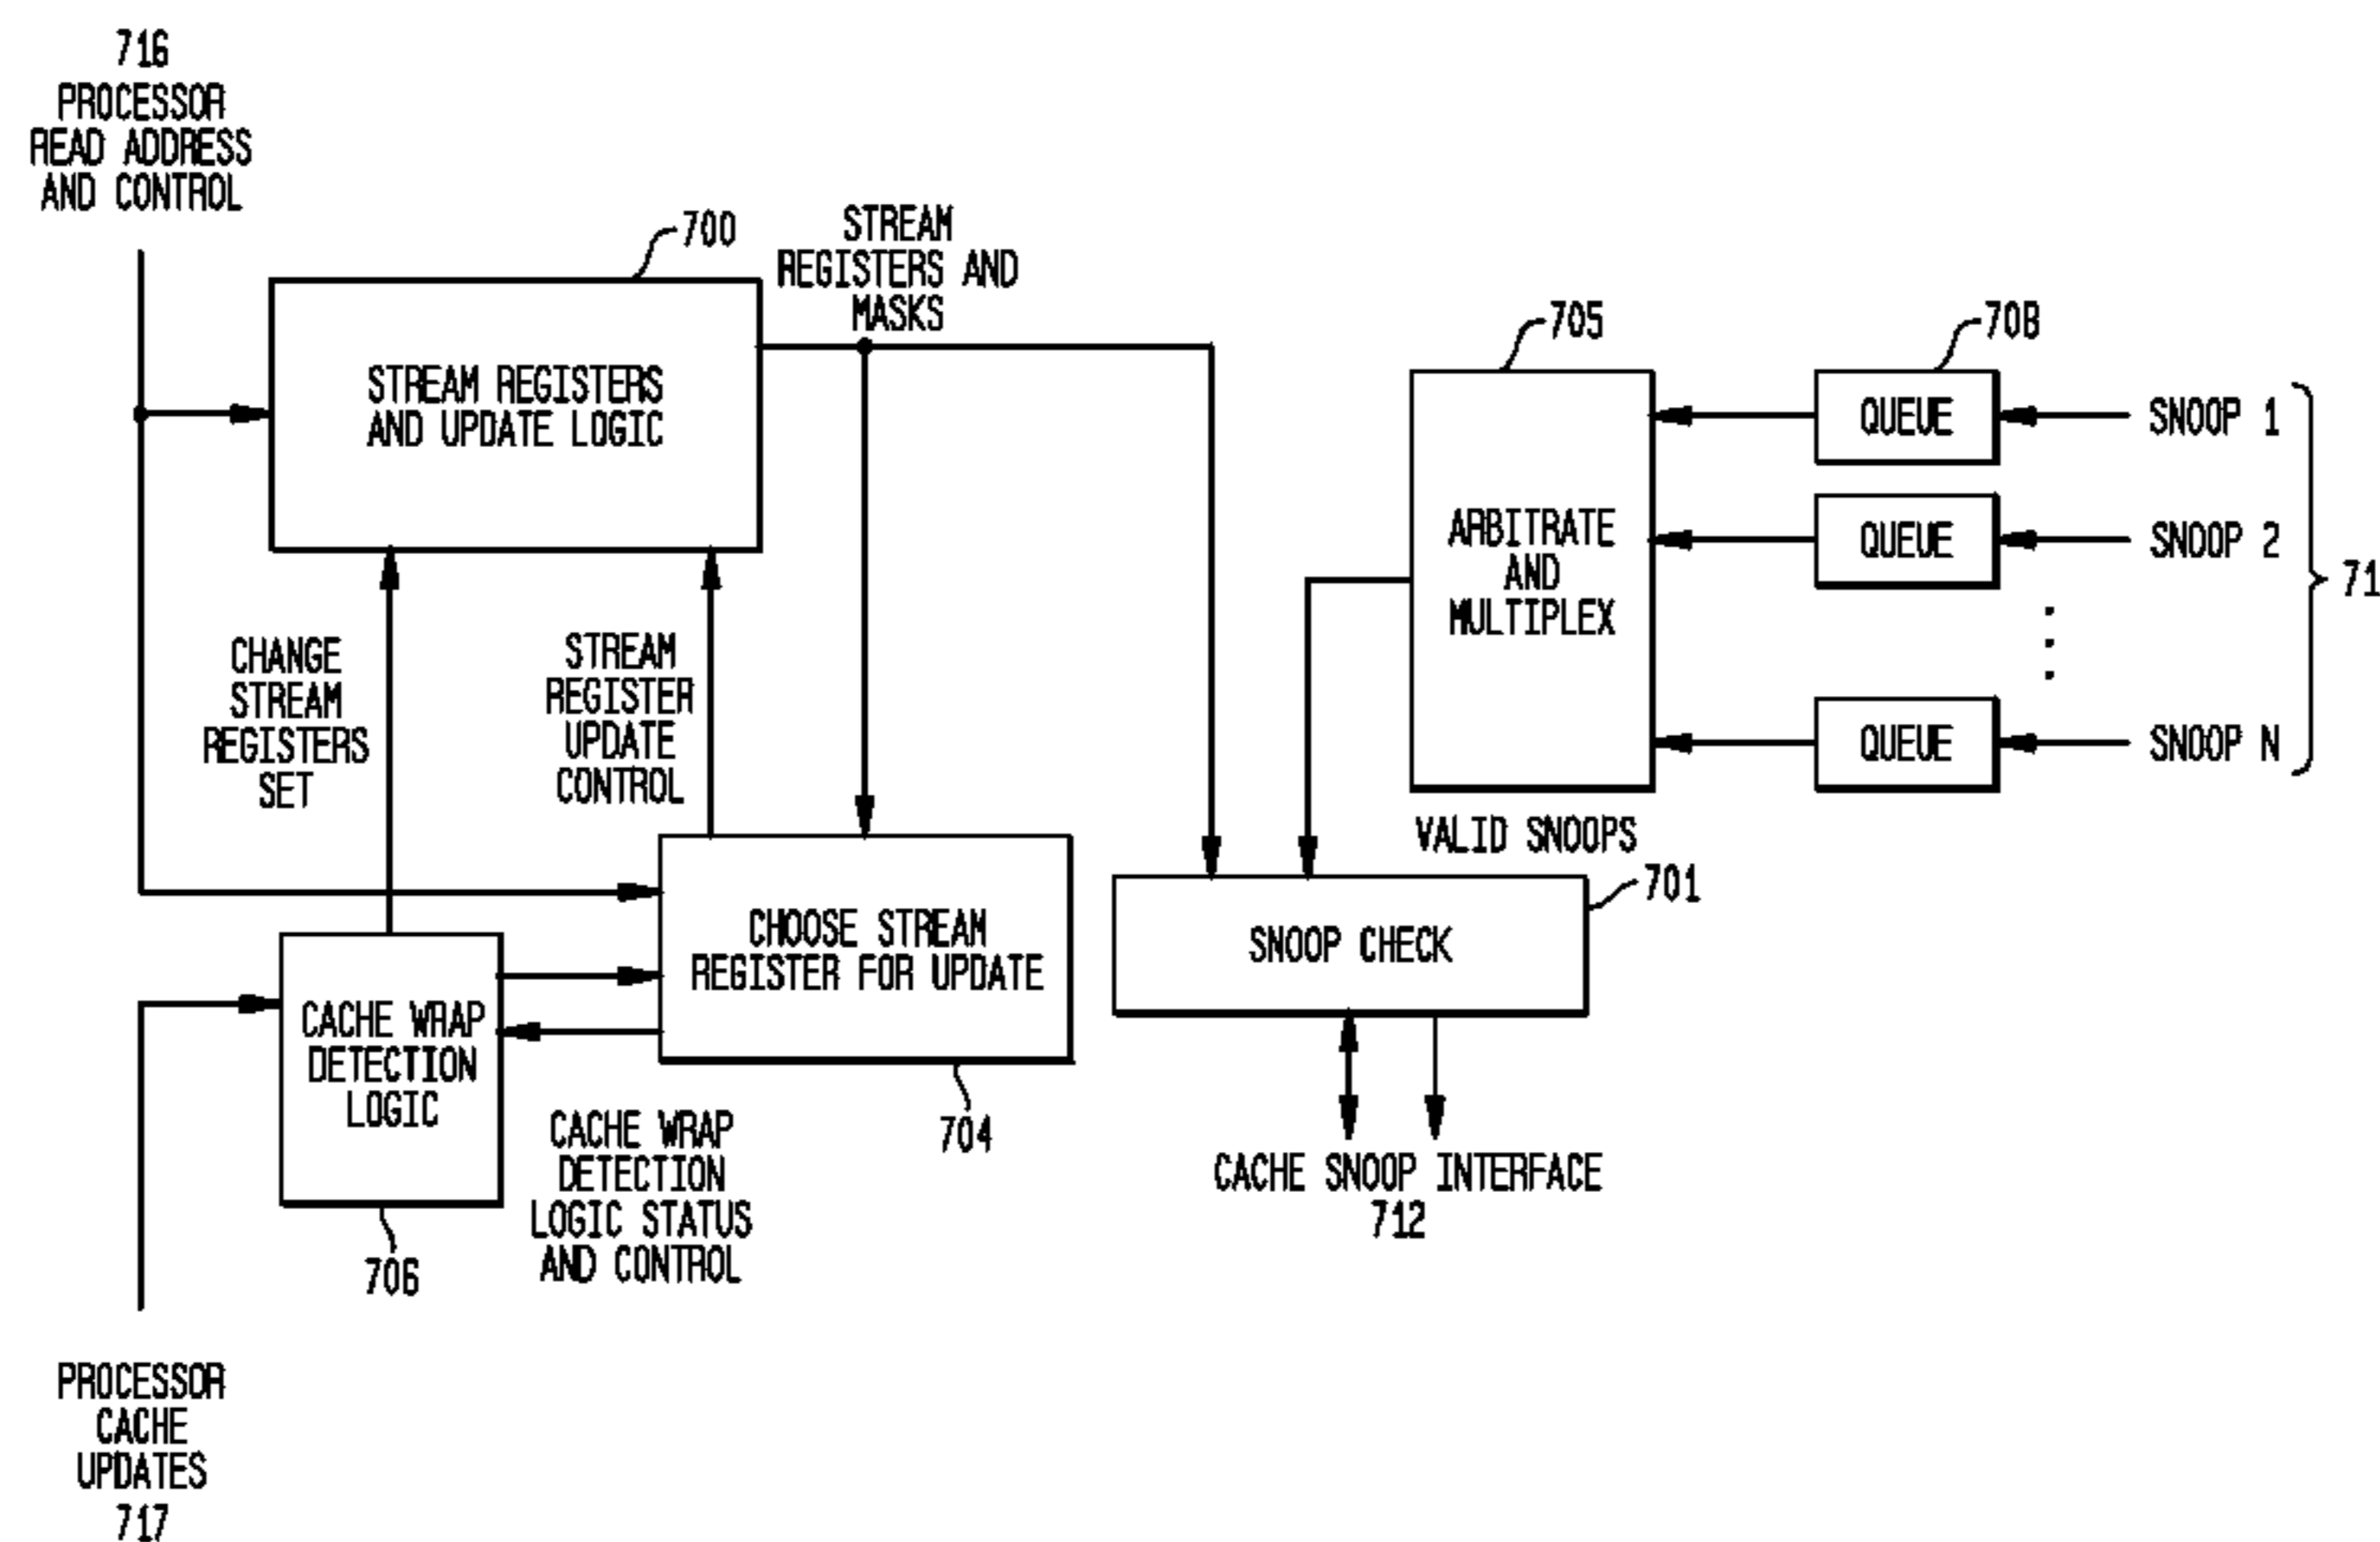 716
PROCESSOR
READ ADDRESS
AND CONTROL
700
STREAM
REGISTERS AND
MASKS
STREAM REGISTERS
AND UPDATE LOGIC
705
708
ARBITRATE
AND
MULTIPLEX
QUEUE
SNOOP 1
QUEUE
SNOOP 2
QUEUE
SNOOP N
71
CHANGE
STREAM
REGISTERS
SET
STREAM
REGISTER
UPDATE
CONTROL
VALID SNOOPS
701
CHOOSE STREAM
REGISTER FOR UPDATE
SNOOP CHECK
CACHE WRAP
DETECTION
LOGIC
704
CACHE WRAP
DETECTION
LOGIC STATUS
AND CONTROL
CACHE SNOOP INTERFACE
712
706
PROCESSOR
CACHE
UPDATES
717